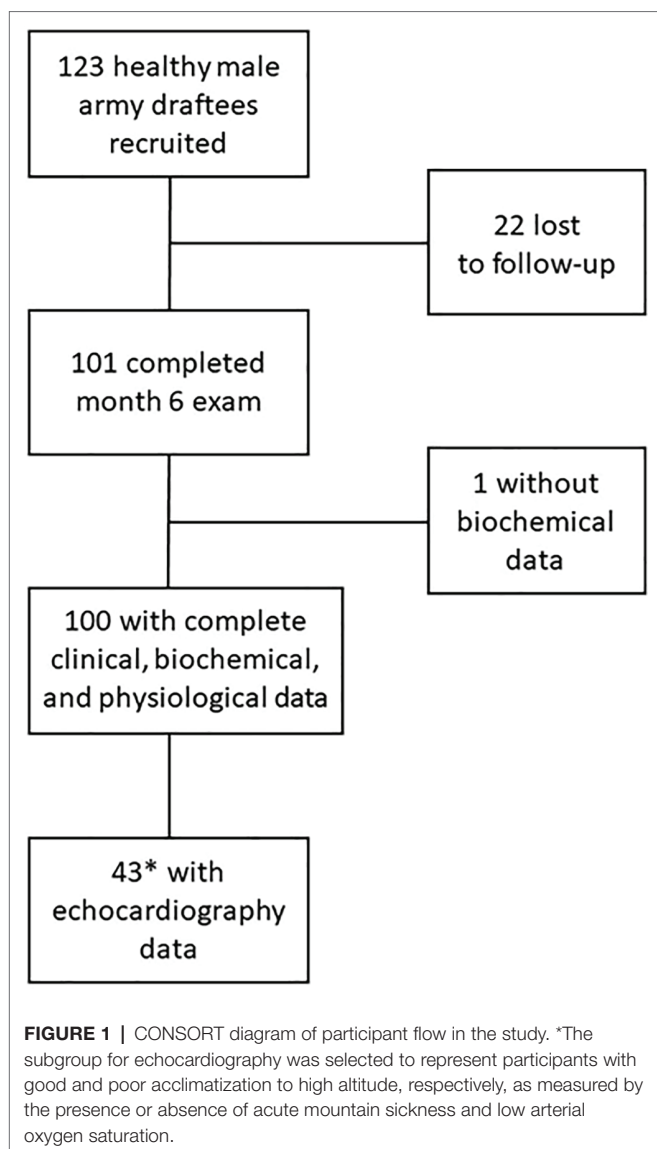 123 healthy male
army draftees
recruited
22 lost
to follow-up
101 completed
month 6 exam
1 without
biochemical
data
100 with complete
clinical, biochemical,
and physiological data
43* with
echocardiography
data
FIGURE 1 | CONSORT diagram of participant flow in the study. *The
subgroup for echocardiography was selected to represent participants with
good and poor acclimatization to high altitude, respectively, as measured by
the presence or absence of acute mountain sickness and low arterial
oxygen saturation.